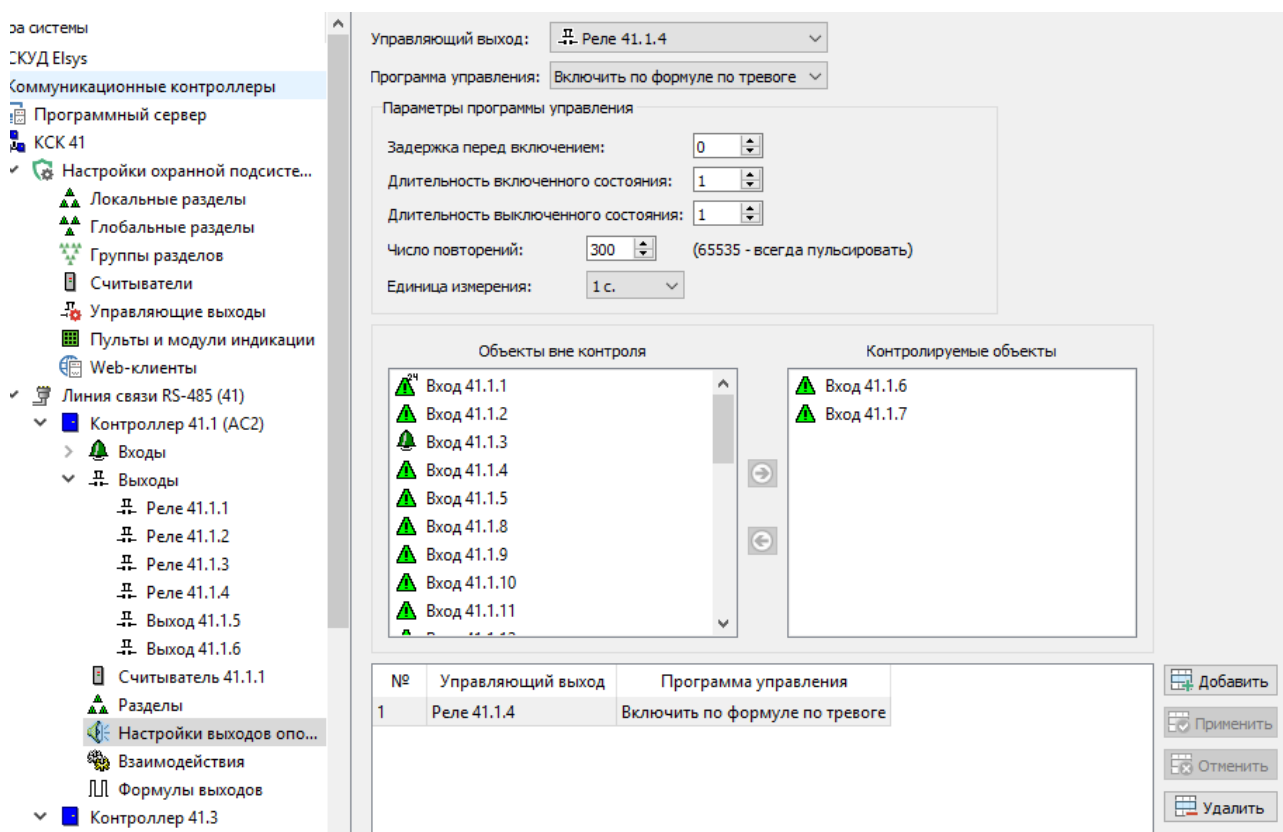 ра системы
СКУД Elsys
Коммуникационные контроллеры
Программный сервер
КСК 41
Настройки охранной подсисте...
Локальные разделы
Глобальные разделы
Группы разделов
Считыватели
Управляющие выходы
Пульты и модули индикации
Web-клиенты
Линия связи RS-485 (41)
Контроллер 41.1 (AC2)
Входы
Выходы
Реле 41.1.1
Реле 41.1.2
Реле 41.1.3
Реле 41.1.4
Выход 41.1.5
Выход 41.1.6
Считыватель 41.1.1
Разделы
Настройки выходов опо...
Взаимодействия
Формулы выходов
Контроллер 41.3
Управляющий выход: Реле 41.1.4
Программа управления: Включить по формуле по тревоге
Параметры программы управления
Задержка перед включением: 0
Длительность включенного состояния: 1
Длительность выключенного состояния: 1
Число повторений: 300 (65535 - всегда пульсировать)
Единица измерения: 1 с.
Объекты вне контроля
24
Вход 41.1.1
Вход 41.1.2
Вход 41.1.3
Вход 41.1.4
Вход 41.1.5
Вход 41.1.8
Вход 41.1.9
Вход 41.1.10
Вход 41.1.11
Контролируемые объекты
Вход 41.1.6
Вход 41.1.7
№ Управляющий выход Программа управления
1 Реле 41.1.4 Включить по формуле по тревоге
Добавить
Применить
Отменить
Удалить